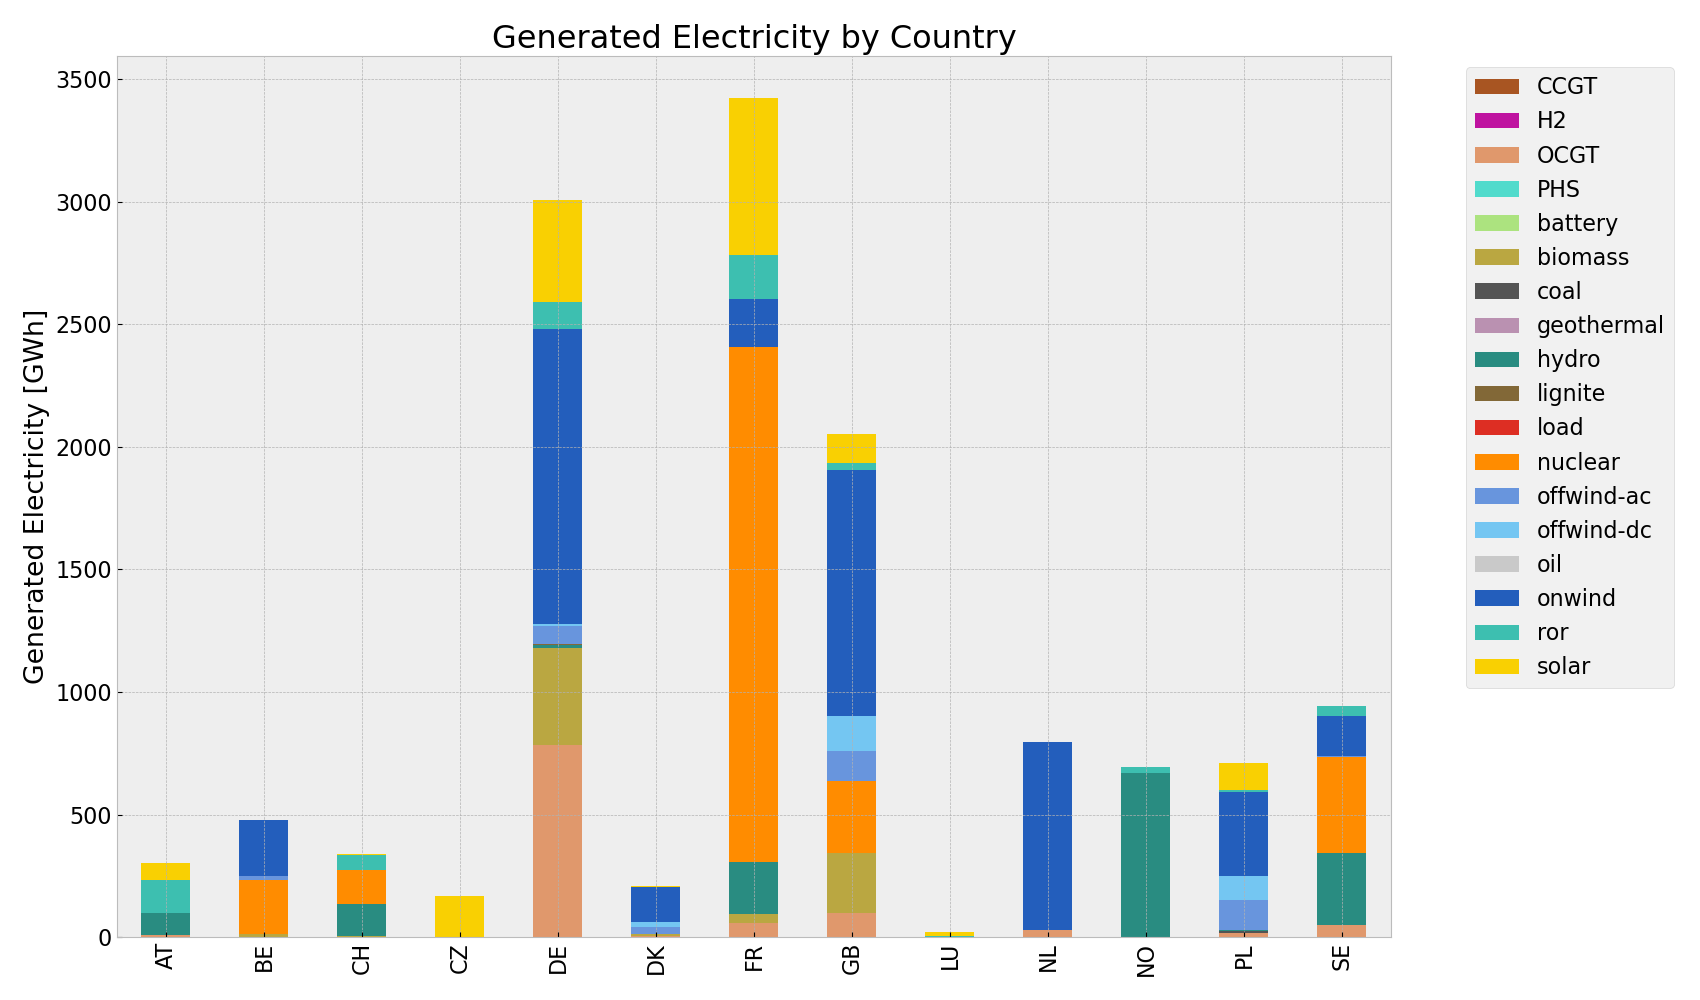 Generated Electricity by Country
Generated Electricity [GWh]
3500
3000
2500
2000
1500
1000
500
0
AT
BE
CH
CZ
DE
DK
FR
GB
LU
NL
NO
PL
SE
CCGT
H2
OCGT
PHS
battery
biomass
coal
geothermal
hydro
lignite
load
nuclear
offwind-ac
offwind-dc
oil
onwind
ror
solar